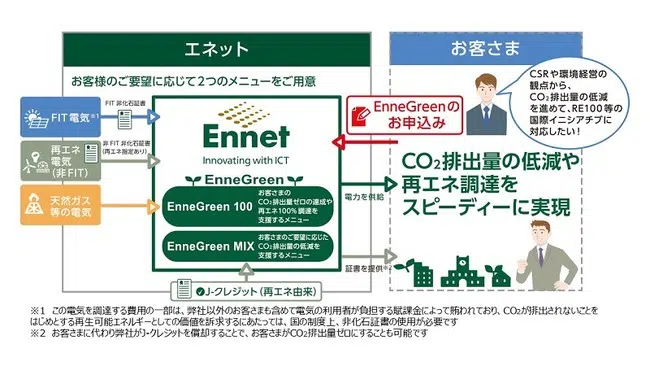 エネット
お客さま
お客様のご要望に応じて2つのメニューをご用意
FIT 非化石証書
FIT電気※1
非 FIT 非化石証書
(再エネ指定あり)
再エネ
電気
(非FIT)
天然ガス
等の電気
Ennet
Innovating with ICT
EnneGreen
EnneGreen 100
お客さまの
CO2排出量ゼロの達成や
再エネ100%調達を
支援するメニュー
EnneGreen MIX
お客さまのご要望に応じた
CO2排出量の低減を
支援するメニュー
J-クレジット (再エネ由来)
EnneGreenの
お申込み
電力を供給
証書を提供※2
CSRや環境経営の
観点から、
CO2排出量の低減
を進めて、RE100等の
国際イニシアチブに
対応したい!
CO2排出量の低減や
再エネ調達を
スピーディーに実現
※1 この電気を調達する費用の一部は、弊社以外のお客さまも含めて電気の利用者が負担する賦課金によって賄われており、CO2が排出されないことを
はじめとする再生可能エネルギーとしての価値を訴求するにあたっては、国の制度上、非化石証書の使用が必要です
※2 お客さまに代わり弊社がJ-クレジットを償却することで、お客さまがCO2排出量ゼロにすることも可能です